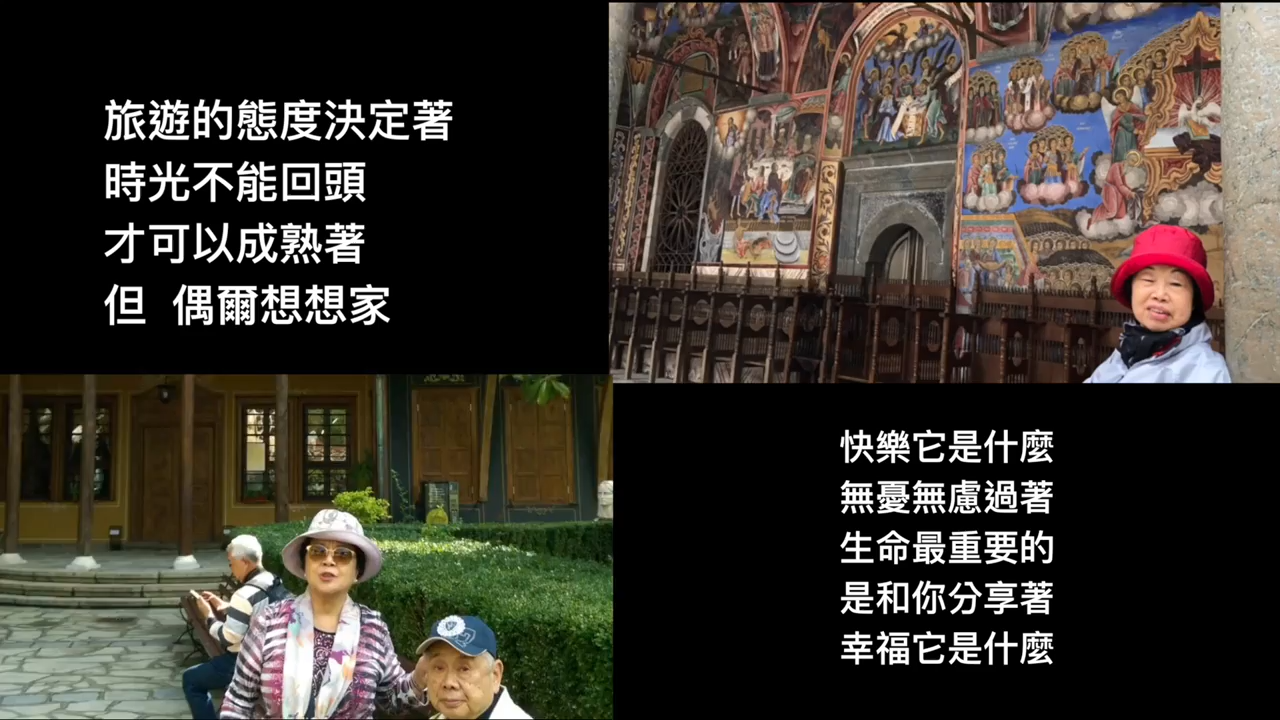 旅遊的態度決定著
時光不能回頭
才可以成熟著
但 偶爾想想家
快樂它是什麼
無憂無慮過著
生命最重要的
是和你分享著
幸福它是什麼